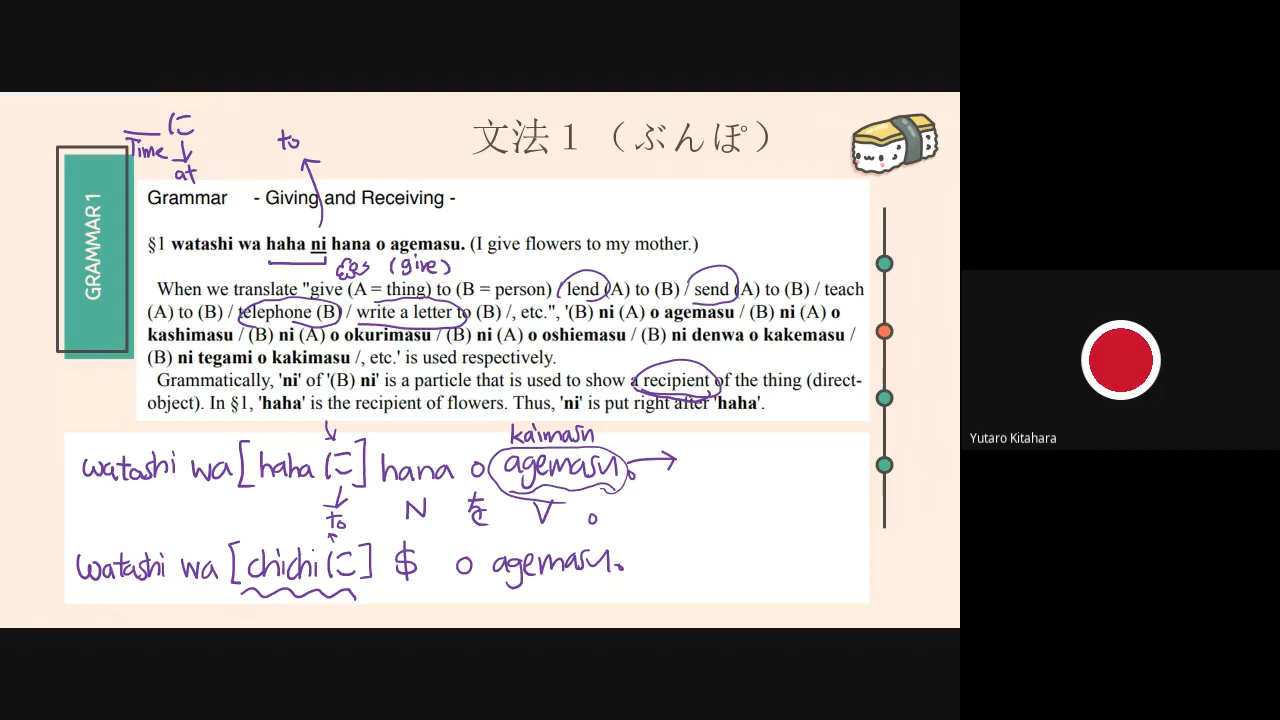 に
Time
at
to
文法１（ぶんぽ）
GRAMMAR 1
Grammar - Giving and Receiving -
§1 watashi wa haha ni hana o agemasu. (I give flowers to my mother.)
(give)
When we translate "give (A = thing) to (B = person) / lend (A) to (B) / send (A) to (B) / teach
(A) to (B) / telephone (B) / write a letter to (B) /, etc.", '(B) ni (A) o agemasu / (B) ni (A) o
kashimasu / (B) ni (A) o okurimasu / (B) ni (A) o oshiemasu / (B) ni denwa o kakemasu /
(B) ni tegami o kakimasu /, etc.' is used respectively.
Grammatically, 'ni' of '(B) ni' is a particle that is used to show a recipient of the thing (direct-
object). In §1, 'haha' is the recipient of flowers. Thus, 'ni' is put right after 'haha'.
kaimasu
watashi wa [haha に] hana o agemasu。
to N を V 。
watashi wa [chichi に] $ o agemasu.
Yutaro Kitahara